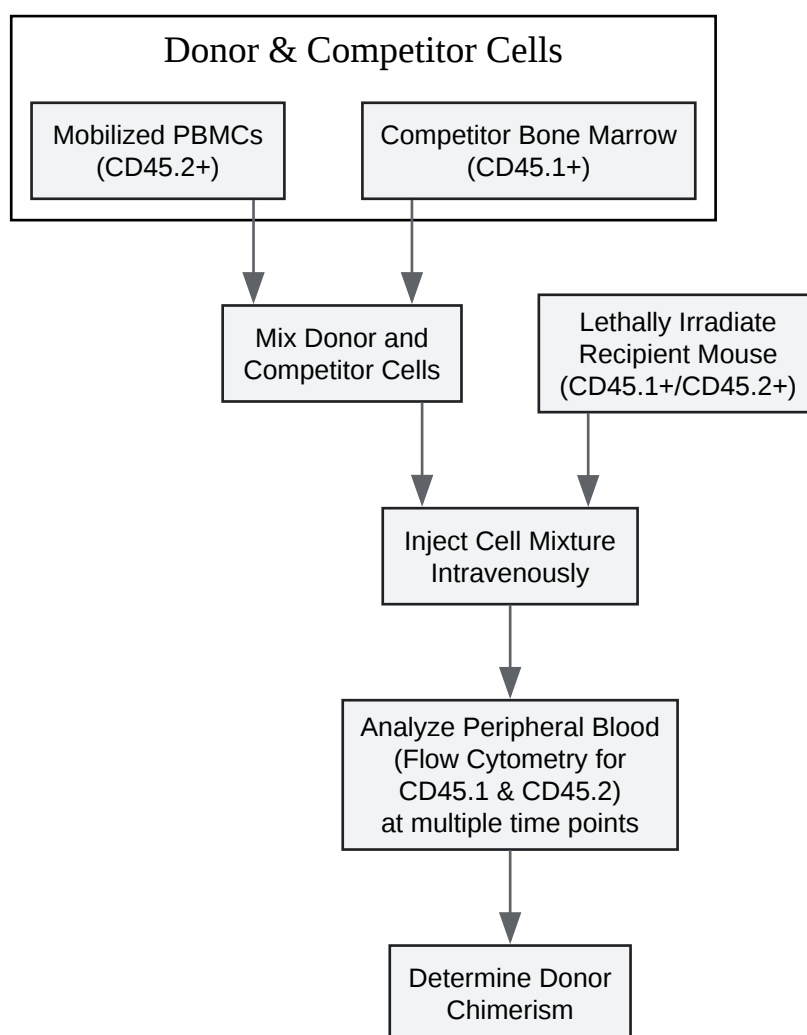 Donor & Competitor Cells
Mobilized PBMCs
(CD45.2+)
Competitor Bone Marrow
(CD45.1+)
Mix Donor and
Competitor Cells
Lethally Irradiate
Recipient Mouse
(CD45.1+/CD45.2+)
Inject Cell Mixture
Intravenously
Analyze Peripheral Blood
(Flow Cytometry for
CD45.1 & CD45.2)
at multiple time points
Determine Donor
Chimerism